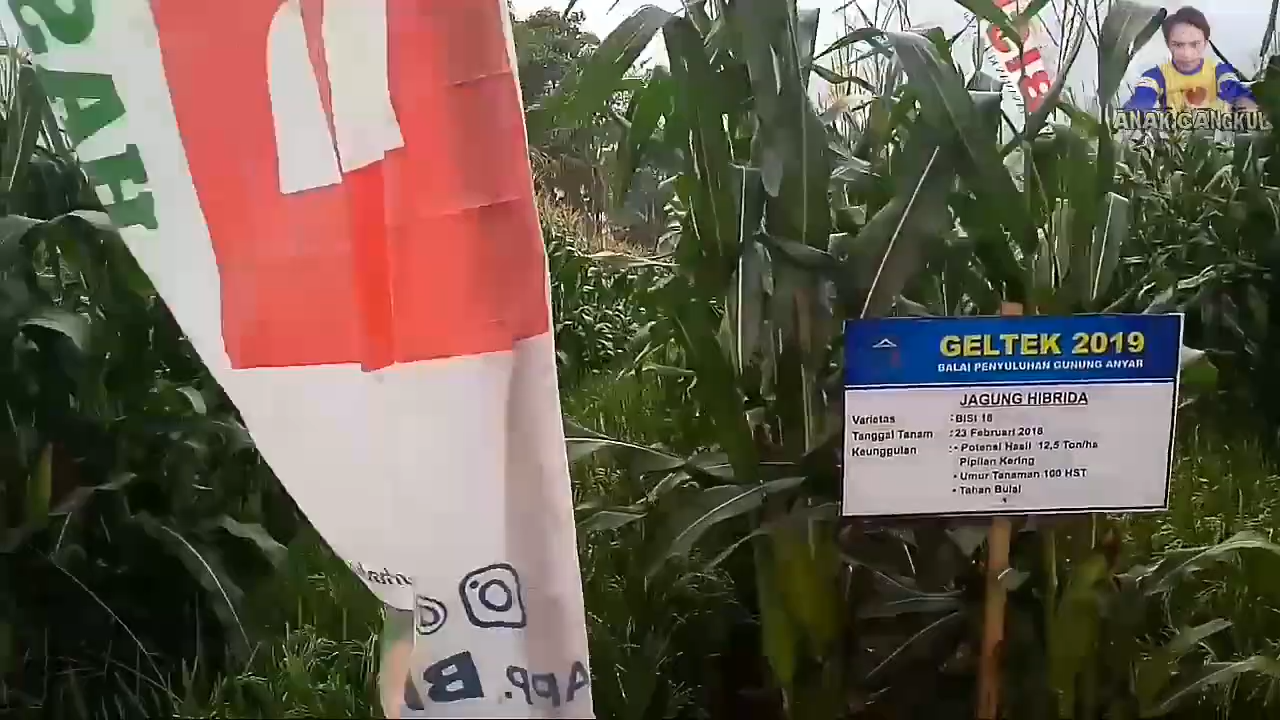 ANAK CANGKUL
GELTEK 2019
BALAI PENYULUHAN GUNUNG ANYAR
JAGUNG HIBRIDA
Varietas : BISI 18
Tanggal Tanam : 23 Februari 2018
Keunggulan : - Potensi Hasil 12,5 Ton/ha
Pipilan Kering
- Umur Tanaman 100 HST
- Tahan Bulai
App. B